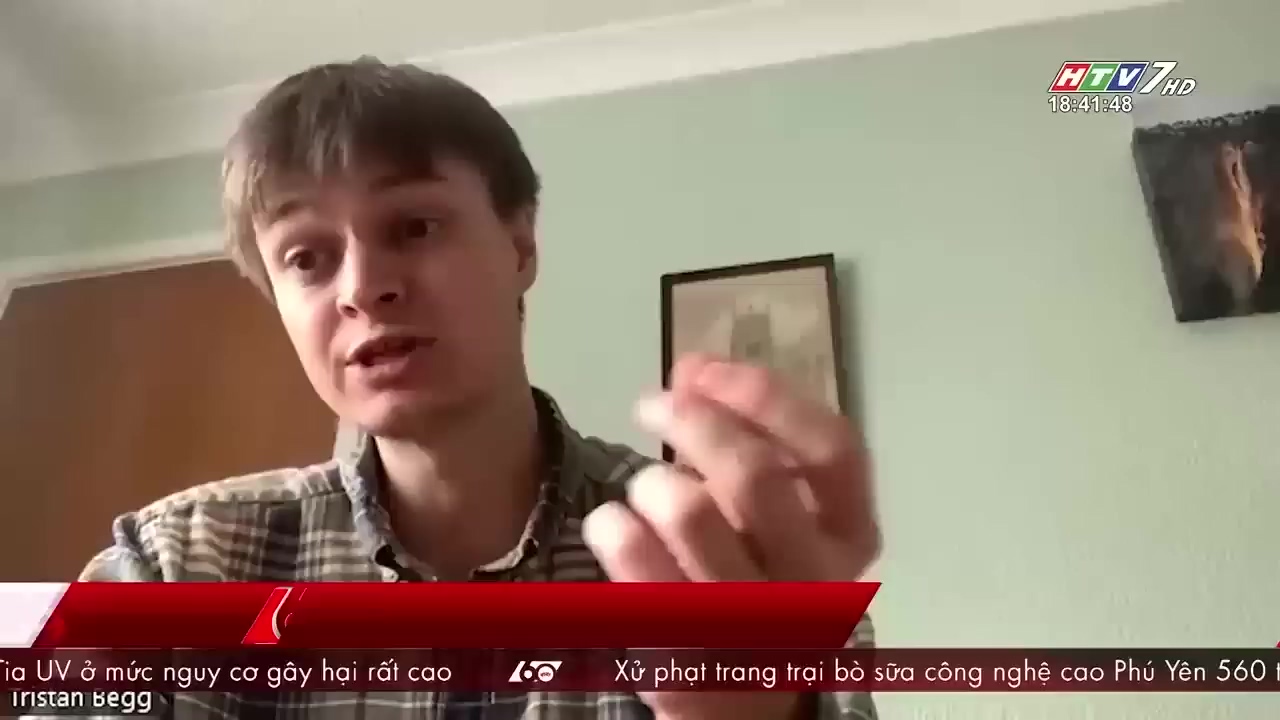 HTV7HD
18:41:48
Tia UV ở mức nguy cơ gây hại rất cao 60 Xử phạt trang trại bò sữa công nghệ cao Phú Yên 560
Tristan Begg